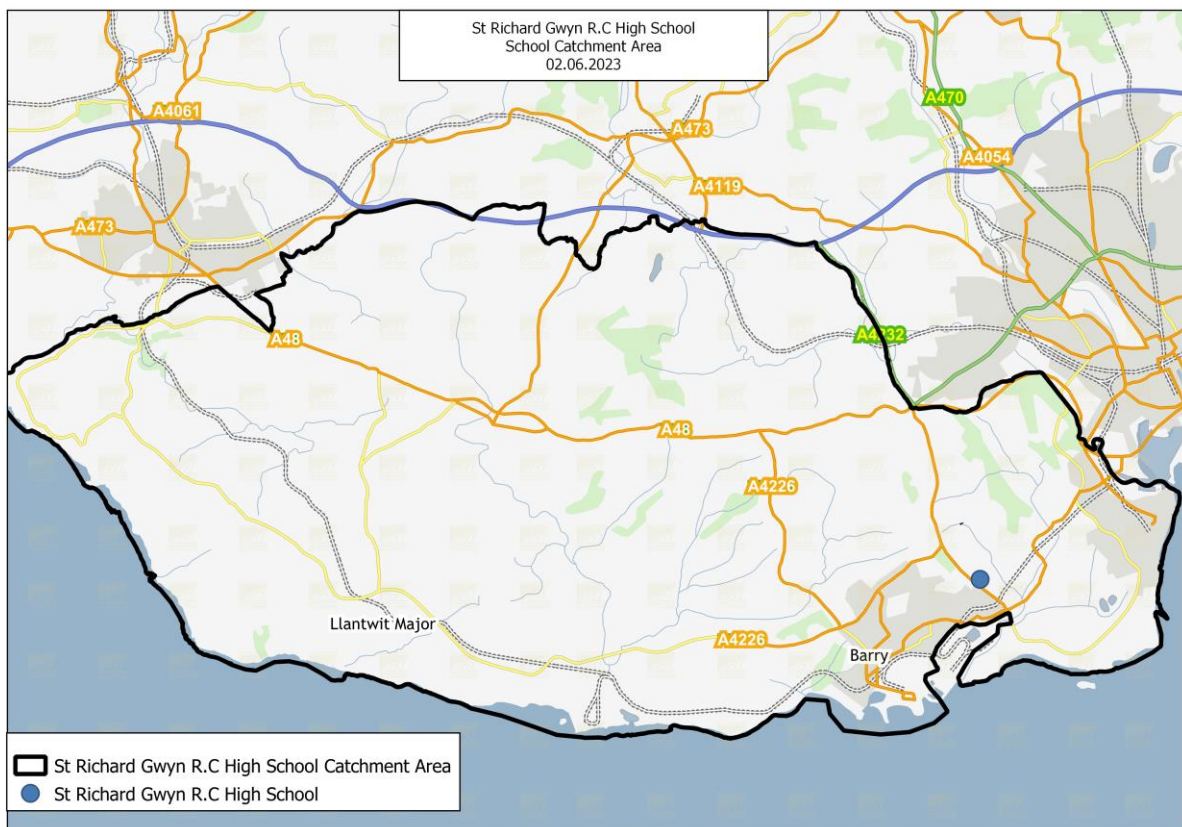 St Richard Gwyn R.C High School
School Catchment Area
02.06.2023
A4061
A470
A473
A4054
A4119
A473
A48
A4232
A48
A4226
Llantwit Major
A4226
Barry
St Richard Gwyn R.C High School Catchment Area
St Richard Gwyn R.C High School